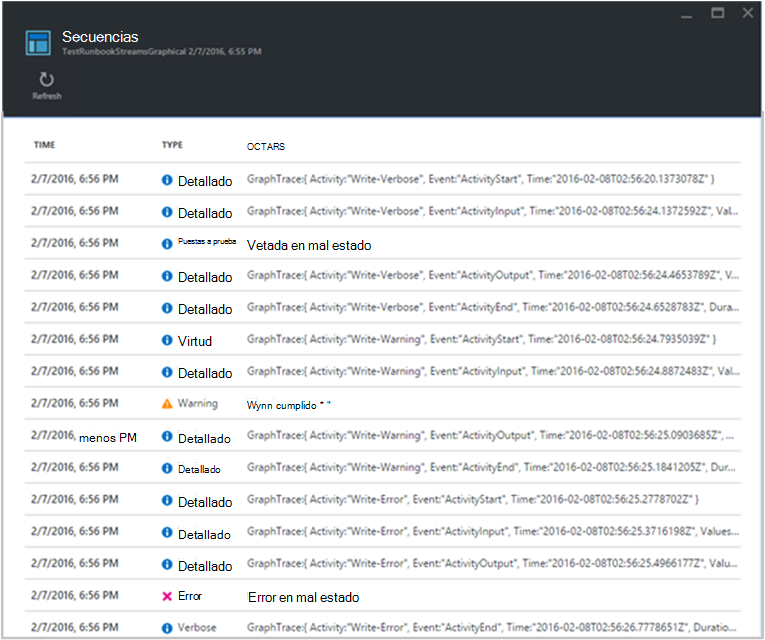 Secuencias
TestRunbookStreamsGraphical 2/7/2016, 6:55 PM
Refresh
TIME TYPE OCTARS
2/7/2016, 6:56 PM Detallado GraphTrace:{ Activity:"Write-Verbose", Event:"ActivityStart", Time:"2016-02-08T02:56:20.1373078Z" }
2/7/2016, 6:56 PM Detallado GraphTrace:{ Activity:"Write-Verbose", Event:"ActivityInput", Time:"2016-02-08T02:56:24.1372592Z", Val...
2/7/2016, 6:56 PM Puestas a prueba Vetada en mal estado
2/7/2016, 6:56 PM Detallado GraphTrace:{ Activity:"Write-Verbose", Event:"ActivityOutput", Time:"2016-02-08T02:56:24.4653789Z", V...
2/7/2016, 6:56 PM Detallado GraphTrace:{ Activity:"Write-Verbose", Event:"ActivityEnd", Time:"2016-02-08T02:56:24.6528783Z", Dura...
2/7/2016, 6:56 PM Virtud GraphTrace:{ Activity:"Write-Warning", Event:"ActivityStart", Time:"2016-02-08T02:56:24.7935039Z" }
2/7/2016, 6:56 PM Detallado GraphTrace:{ Activity:"Write-Warning", Event:"ActivityInput", Time:"2016-02-08T02:56:24.8872483Z", Val...
2/7/2016, 6:56 PM Warning Wynn cumplido * "
2/7/2016, menos PM Detallado GraphTrace:{ Activity:"Write-Warning", Event:"ActivityOutput", Time:"2016-02-08T02:56:25.0903685Z", ...
2/7/2016, 6:56 PM Detallado GraphTrace:{ Activity:"Write-Warning", Event:"ActivityEnd", Time:"2016-02-08T02:56:25.1841205Z", Dur...
2/7/2016, 6:56 PM Detallado GraphTrace:{ Activity:"Write-Error", Event:"ActivityStart", Time:"2016-02-08T02:56:25.2778702Z" }
2/7/2016, 6:56 PM Detallado GraphTrace:{ Activity:"Write-Error", Event:"ActivityInput", Time:"2016-02-08T02:56:25.3716198Z", Values...
2/7/2016, 6:56 PM Detallado GraphTrace:{ Activity:"Write-Error", Event:"ActivityOutput", Time:"2016-02-08T02:56:25.4966177Z", Valu...
2/7/2016, 6:56 PM Error Error en mal estado
2/7/2016, 6:56 PM Verbose GraphTrace:{ Activity:"Write-Error", Event:"ActivityEnd", Time:"2016-02-08T02:56:26.7778651Z", Duratio...